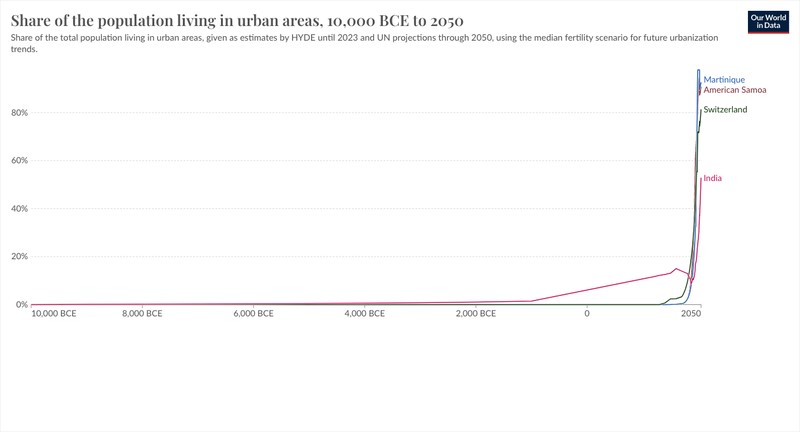 Share of the population living in urban areas, 10,000 BCE to 2050
Our World
in Data
Share of the total population living in urban areas, given as estimates by HYDE until 2023 and UN projections through 2050, using the median fertility scenario for future urbanization
trends.
Martinique
American Samoa
80%
Switzerland
60%
India
40%
20%
0%
10,000 BCE
8,000 BCE
6,000 BCE
4,000 BCE
2,000 BCE
0
2050